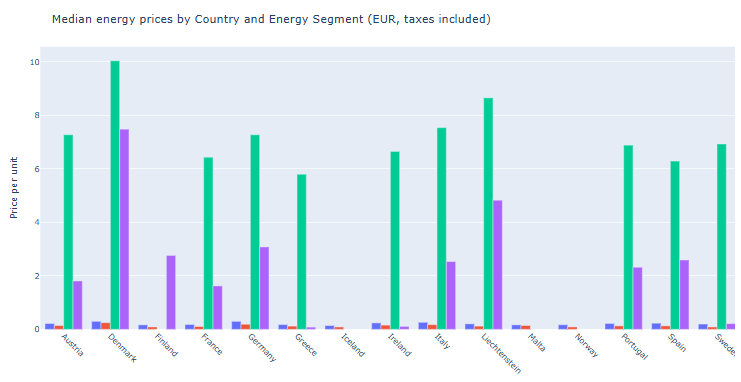 Median energy prices by Country and Energy Segment (EUR, taxes included)
Price per unit
10
8
6
4
2
0
Austria
Denmark
Finland
France
Germany
Greece
Iceland
Ireland
Italy
Liechtenstein
Malta
Norway
Portugal
Spain
Sweden